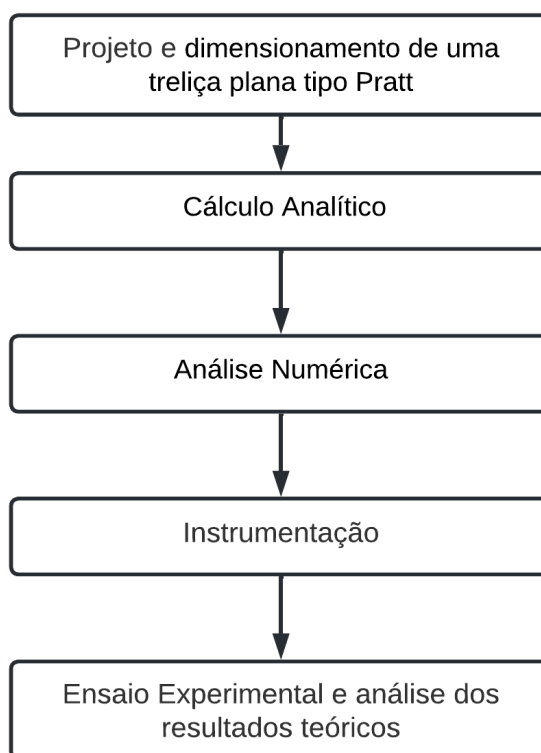 Projeto e dimensionamento de uma
treliça plana tipo Pratt
Cálculo Analítico
Análise Numérica
Instrumentação
Ensaio Experimental e análise dos
resultados teóricos